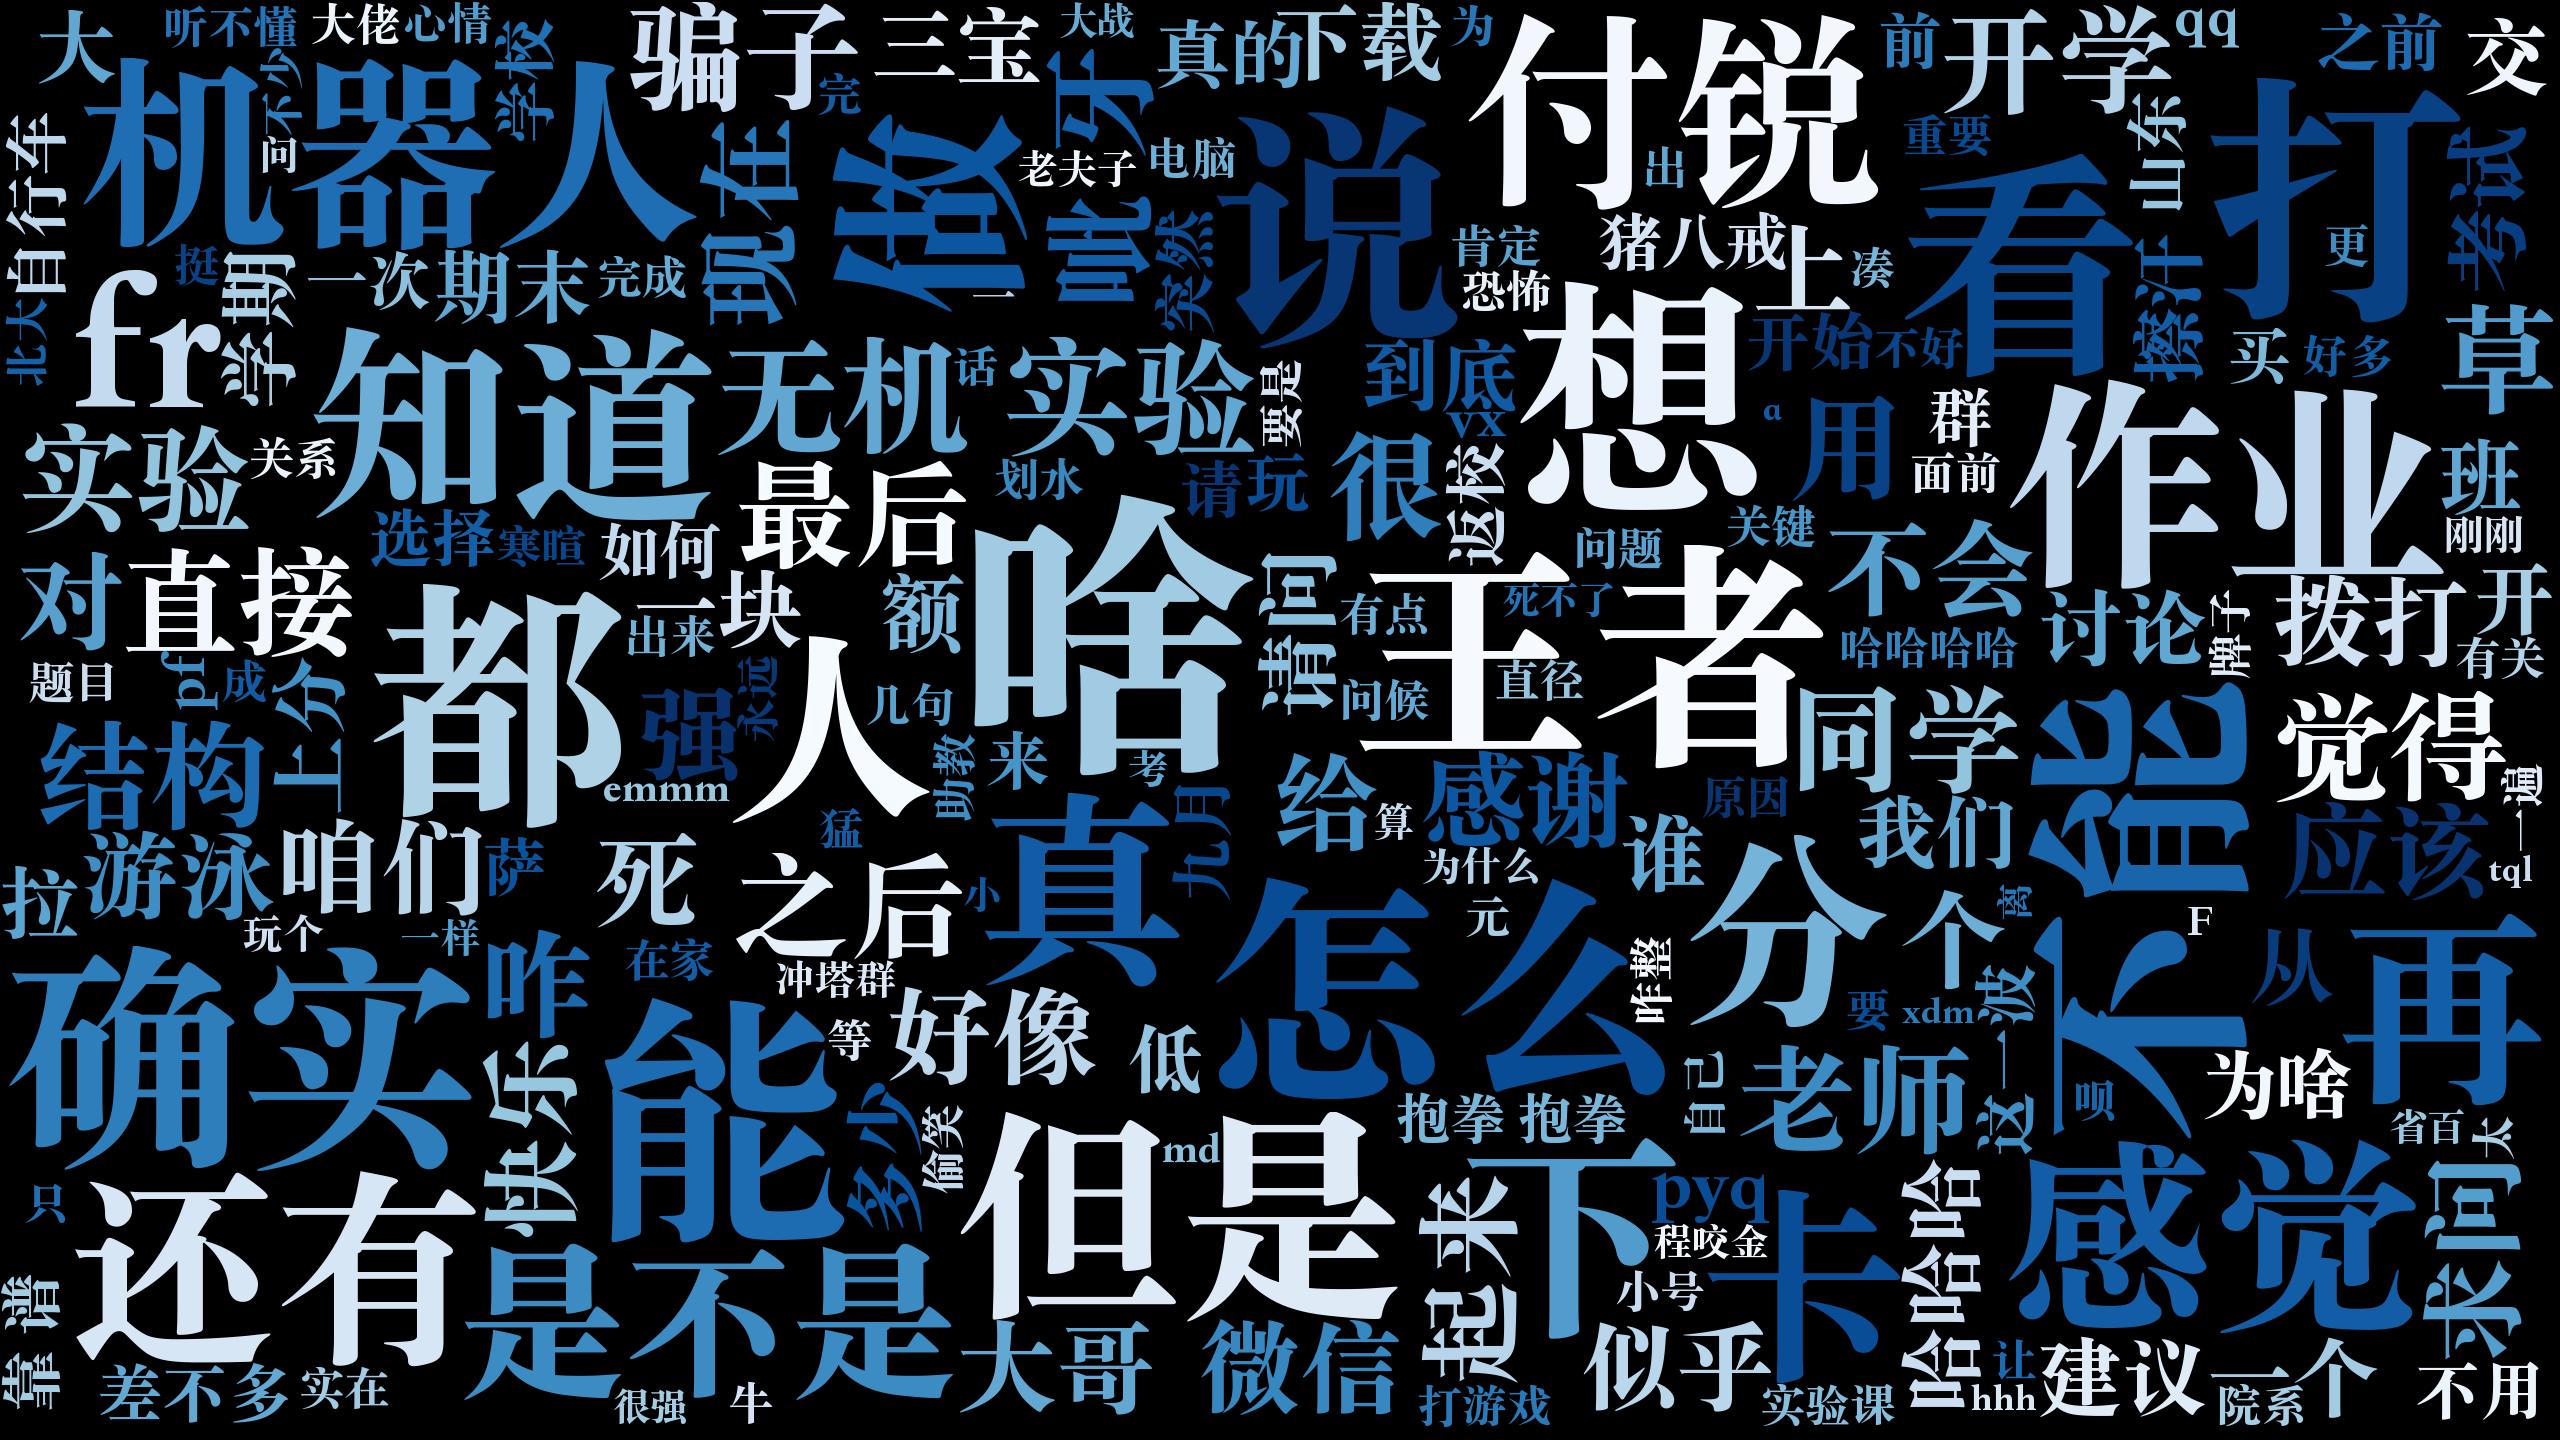 大
听不懂
大佬
心情
学校
骗子
三宝
大战
真的
下载
为
付锐
前
开学
qq
之前
交
机器人
不少
问
完
牙
自行车
现在
做
老夫子
电脑
说
出
重要
山东
打
考试
看
挺
学期
一次
期末
完成
吡
突然
肯定
恐怖
猪八戒
上
凑
擦汗
更
北大
fr
一
知道
无机
话
实验
要是
到底
vx
想
开始
不好
买
好多
草
实验
关系
最后
划水
请
玩
很
返校
a
用
群
面前
作业
班
刚刚
选择
寒暄
如何
问题
关键
不会
对
直接
都
出来
一块
额
啥
请问
有点
死不了
王者
哈哈哈哈
讨论
牌子
拨打
开
有关
题目
pf
成
上分
强
永远
人
几句
问候
直径
同学
不能
觉得
结构
emmm
助教
来
考
给
感谢
原因
一遍
猛
真
九月
算
我们
应该
拉
游泳
咱们
萨
死
之后
小
为什么
谁
分
离
tql
玩个
一样
元
怎么
个
F
确实
咋
在家
冲塔群
咋整
要
xdm
这一波
从
再
能
等
好像
低
自己
老师
呗
为啥
快乐
多少
偷笑
但是
md
抱拳
抱拳
省百
太
只
还有
起来
下
pyq
程咬金
卡
哈哈哈
感觉
求问
靠谱
是不是
小号
差不多
实在
很强
牛
大哥
微信
打游戏
似乎
实验课
让
hhh
建议
院系
一个
不用